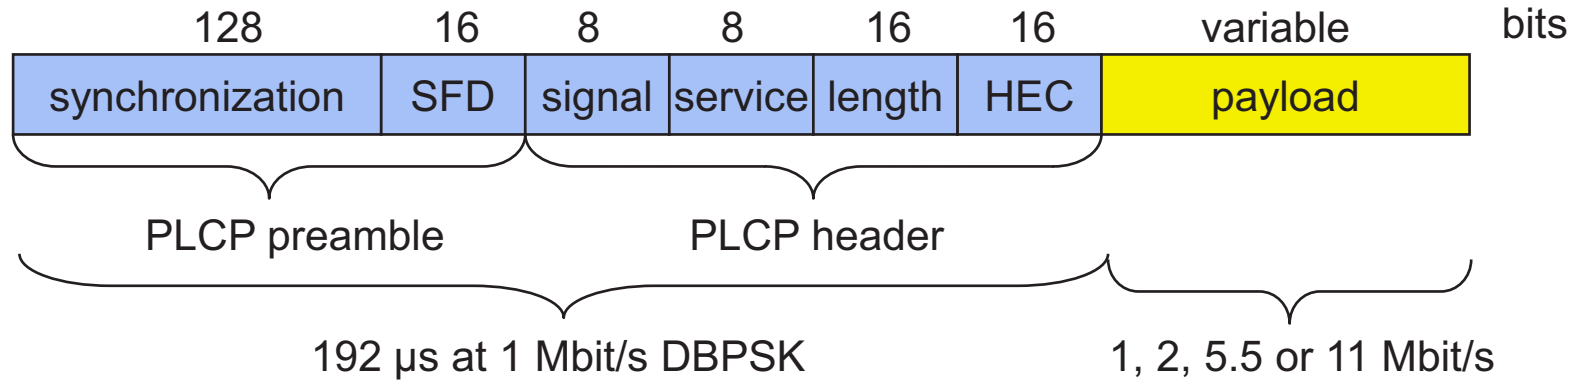 128 16 8 8 16 16 variable bits
synchronization SFD signal service length HEC payload
PLCP preamble PLCP header
192 µs at 1 Mbit/s DBPSK 1, 2, 5.5 or 11 Mbit/s